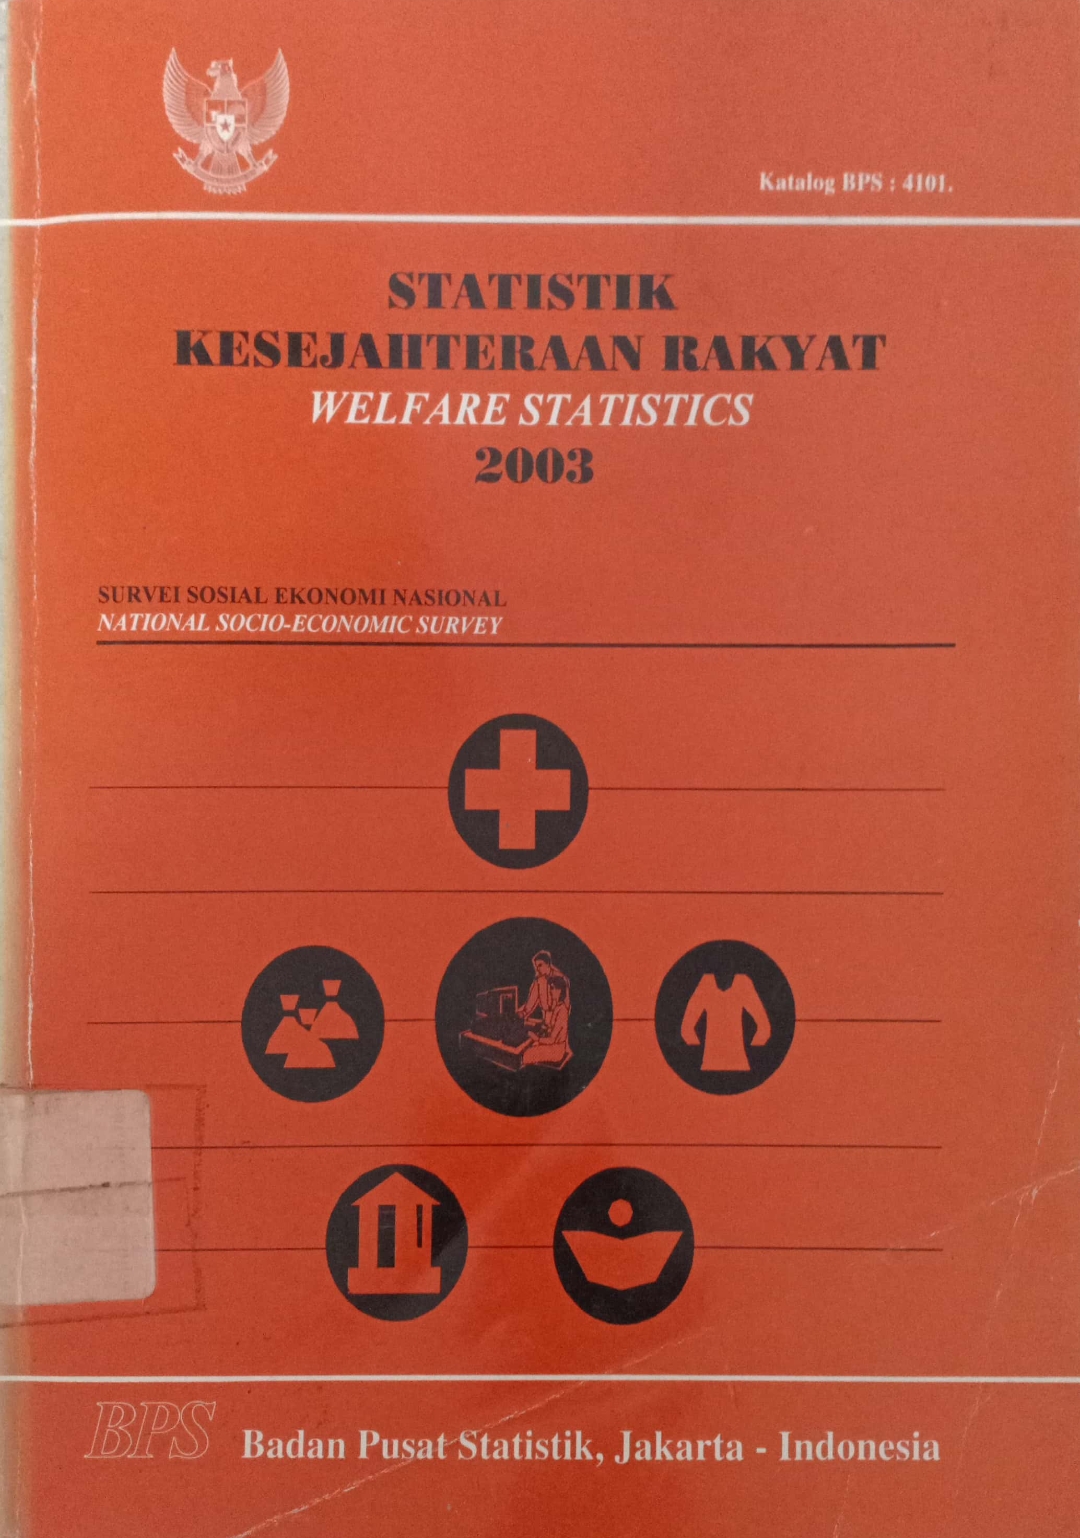 Katalog BPS : 4101.
STATISTIK
KESEJAHTERAAN RAKYAT
WELFARE STATISTICS
2003
SURVEI SOSIAL EKONOMI NASIONAL
NATIONAL SOCIO-ECONOMIC SURVEY
BPS Badan Pusat Statistik, Jakarta - Indonesia